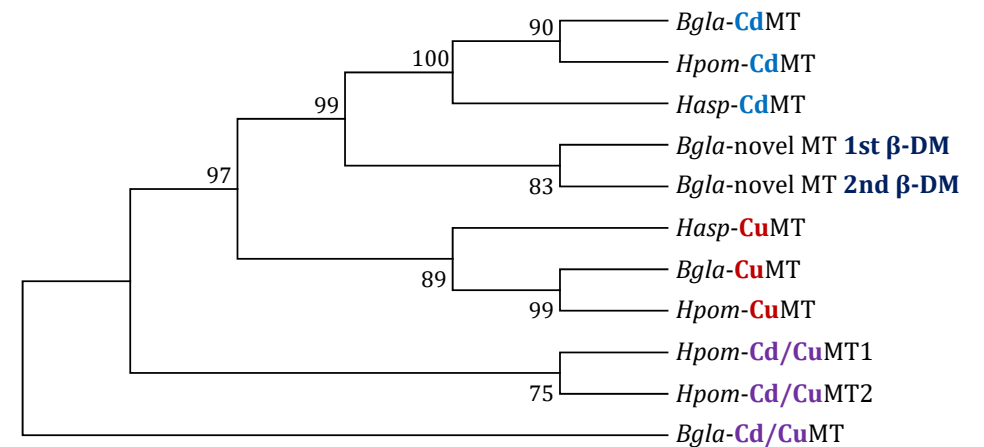 90
Bgla-CdMT
100
Hpom-CdMT
99
Hasp-CdMT
Bgla-novel MT 1st β-DM
97
83
Bgla-novel MT 2nd β-DM
Hasp-CuMT
89
Bgla-CuMT
99
Hpom-CuMT
Hpom-Cd/CuMT1
75
Hpom-Cd/CuMT2
Bgla-Cd/CuMT